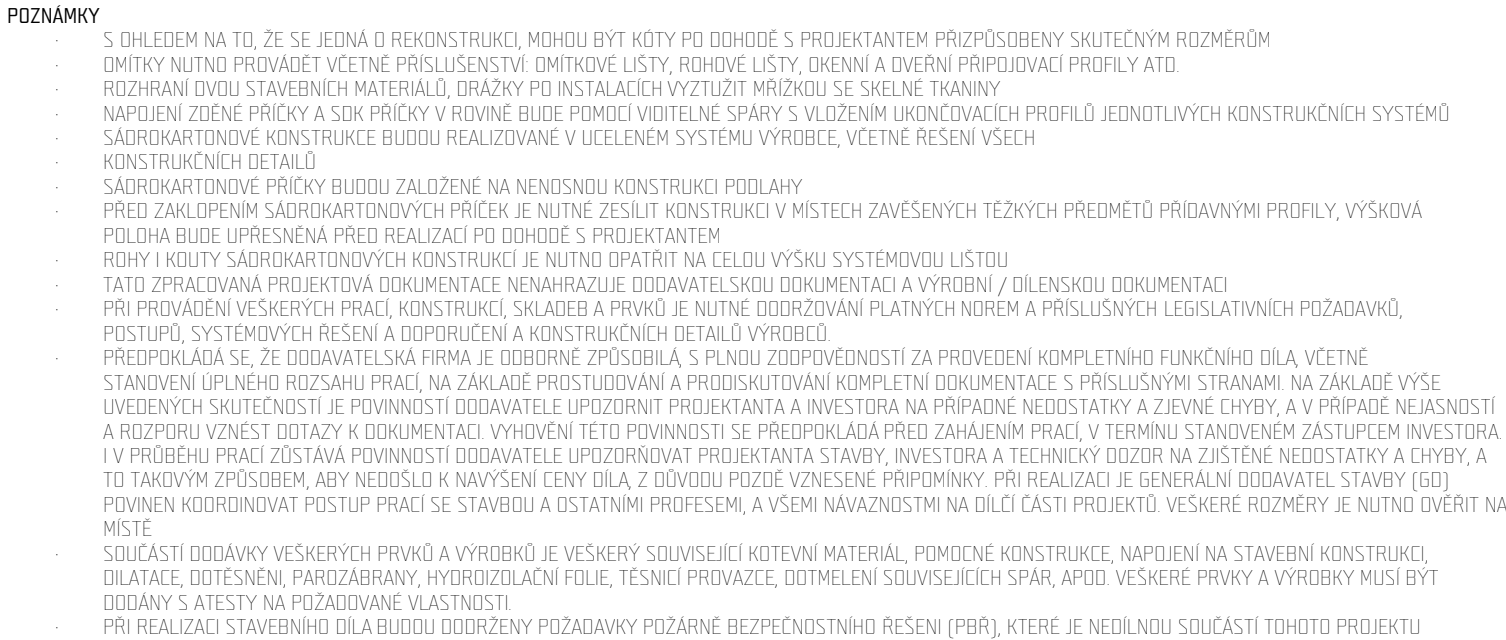 POZNÁMKY
· S OHLEDEM NA TO, ŽE SE JEDNÁ O REKONSTRUKCI, MOHOU BÝT KÓTY PO DOHODĚ S PROJEKTANTEM PŘIZPŮSOBENY SKUTEČNÝM ROZMĚRŮM
· OMÍTKY NUTNO PROVÁDĚT VČETNĚ PŘÍSLUŠENSTVÍ: OMÍTKOVÉ LIŠTY, ROHOVÉ LIŠTY, OKENNÍ A DVEŘNÍ PŘIPOJOVACÍ PROFILY ATD.
· ROZHRANÍ DVOU STAVEBNÍCH MATERIÁLŮ, DRÁŽKY PO INSTALACÍCH VYZTUŽIT MŘÍŽKOU SE SKELNÉ TKANINY
· NAPOJENÍ ZDĚNÉ PŘÍČKY A SDK PŘÍČKY V ROVINĚ BUDE POMOCÍ VIDITELNÉ SPÁRY S VLOŽENÍM UKONČOVACÍCH PROFILŮ JEDNOTLIVÝCH KONSTRUKČNÍCH SYSTÉMŮ
· SÁDROKARTONOVÉ KONSTRUKCE BUDOU REALIZOVANÉ V UCELENÉM SYSTÉMU VÝROBCE, VČETNĚ ŘEŠENÍ VŠECH
· KONSTRUKČNÍCH DETAILŮ
· SÁDROKARTONOVÉ PŘÍČKY BUDOU ZALOŽENÉ NA NENOSNOU KONSTRUKCI PODLAHY
· PŘED ZAKLOPENÍM SÁDROKARTONOVÝCH PŘÍČEK JE NUTNÉ ZESÍLIT KONSTRUKCI V MÍSTECH ZAVĚŠENÝCH TĚŽKÝCH PŘEDMĚTŮ PŘÍDAVNÝMI PROFILY, VÝŠKOVÁ
POLOHA BUDE UPŘESNĚNÁ PŘED REALIZACÍ PO DOHODĚ S PROJEKTANTEM
· ROHY I KOUTY SÁDROKARTONOVÝCH KONSTRUKCÍ JE NUTNO OPATŘIT NA CELOU VÝŠKU SYSTÉMOVOU LIŠTOU
· TATO ZPRACOVANÁ PROJEKTOVÁ DOKUMENTACE NENAHRAZUJE DODAVATELSKOU DOKUMENTACI A VÝROBNÍ / DÍLENSKOU DOKUMENTACI
· PŘI PROVÁDĚNÍ VEŠKERÝCH PRACÍ, KONSTRUKCÍ, SKLADEB A PRVKŮ JE NUTNÉ DODRŽOVÁNÍ PLATNÝCH NOREM A PŘÍSLUŠNÝCH LEGISLATIVNÍCH POŽADAVKŮ,
POSTUPŮ, SYSTÉMOVÝCH ŘEŠENÍ A DOPORUČENÍ A KONSTRUKČNÍCH DETAILŮ VÝROBCŮ.
· PŘEDPOKLÁDÁ SE, ŽE DODAVATELSKÁ FIRMA JE ODBORNĚ ZPŮSOBILÁ, S PLNOU ZODPOVĚDNOSTÍ ZA PROVEDENÍ KOMPLETNÍHO FUNKČNÍHO DÍLA, VČETNĚ
STANOVENÍ ÚPLNÉHO ROZSAHU PRACÍ, NA ZÁKLADĚ PROSTUDOVÁNÍ A PRODISKUTOVÁNÍ KOMPLETNÍ DOKUMENTACE S PŘÍSLUŠNÝMI STRANAMI. NA ZÁKLADĚ VÝŠE
UVEDENÝCH SKUTEČNOSTÍ JE POVINNOSTÍ DODAVATELE UPOZORNIT PROJEKTANTA A INVESTORA NA PŘÍPADNÉ NEDOSTATKY A ZJEVNÉ CHYBY, A V PŘÍPADĚ NEJASNOSTÍ
A ROZPORU VZNÉST DOTAZY K DOKUMENTACI. VYHOVĚNÍ TÉTO POVINNOSTI SE PŘEDPOKLÁDÁ PŘED ZAHÁJENÍM PRACÍ, V TERMÍNU STANOVENÉM ZÁSTUPCEM INVESTORA.
I V PRŮBĚHU PRACÍ ZŮSTÁVÁ POVINNOSTÍ DODAVATELE UPOZORŇOVAT PROJEKTANTA STAVBY, INVESTORA A TECHNICKÝ DOZOR NA ZJIŠTĚNÉ NEDOSTATKY A CHYBY, A
TO TAKOVÝM ZPŮSOBEM, ABY NEDOŠLO K NAVÝŠENÍ CENY DÍLA, Z DŮVODU POZDĚ VZNESENÉ PŘIPOMÍNKY. PŘI REALIZACI JE GENERÁLNÍ DODAVATEL STAVBY (GD)
POVINEN KOORDINOVAT POSTUP PRACÍ SE STAVBOU A OSTATNÍMI PROFESEMI, A VŠEMI NÁVAZNOSTMI NA DÍLČÍ ČÁSTI PROJEKTŮ. VEŠKERÉ ROZMĚRY JE NUTNO OVĚŘIT NA
MÍSTĚ
· SOUČÁSTÍ DODÁVKY VEŠKERÝCH PRVKŮ A VÝROBKŮ JE VEŠKERÝ SOUVISEJÍCÍ KOTEVNÍ MATERIÁL, POMOCNÉ KONSTRUKCE, NAPOJENÍ NA STAVEBNÍ KONSTRUKCI,
DILATACE, DOTĚSNĚNI, PAROZÁBRANY, HYDROIZOLAČNÍ FOLIE, TĚSNICÍ PROVAZCE, DOTMELENÍ SOUVISEJÍCÍCH SPÁR, APOD. VEŠKERÉ PRVKY A VÝROBKY MUSÍ BÝT
DODÁNY S ATESTY NA POŽADOVANÉ VLASTNOSTI.
· PŘI REALIZACI STAVEBNÍHO DÍLA BUDOU DODRŽENY POŽADAVKY POŽÁRNĚ BEZPEČNOSTNÍHO ŘEŠENI (PBŘ), KTERÉ JE NEDÍLNOU SOUČÁSTÍ TOHOTO PROJEKTU